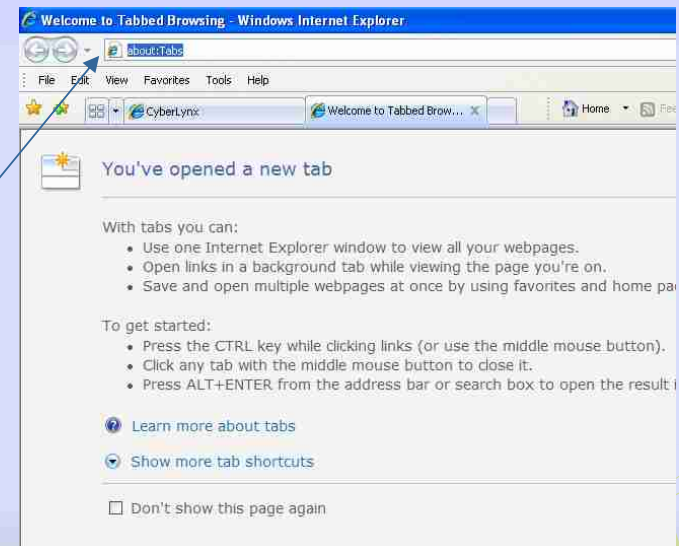 Welcome to Tabbed Browsing - Windows Internet Explorer
about:Tabs
File Edit View Favorites Tools Help
CyberLynx Welcome to Tabbed Brow... X Home
You've opened a new tab
With tabs you can:
• Use one Internet Explorer window to view all your webpages.
• Open links in a background tab while viewing the page you're on.
• Save and open multiple webpages at once by using favorites and home pa
To get started:
• Press the CTRL key while clicking links (or use the middle mouse button).
• Click any tab with the middle mouse button to close it.
• Press ALT+ENTER from the address bar or search box to open the result i
Learn more about tabs
Show more tab shortcuts
Don't show this page again